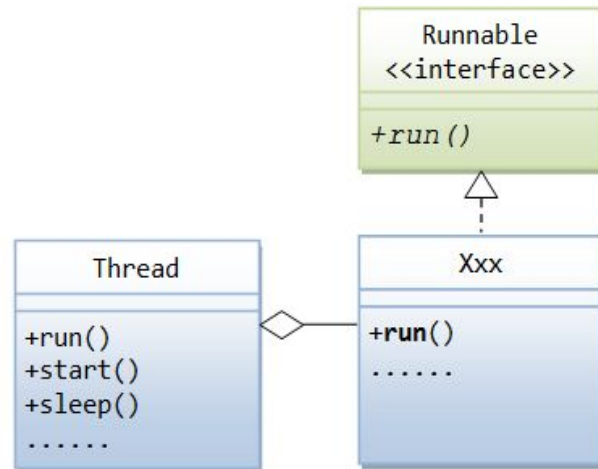 Runnable
<<interface>>
+run()
Thread
+run()
+start()
+sleep()
......
Xxx
+run()
......